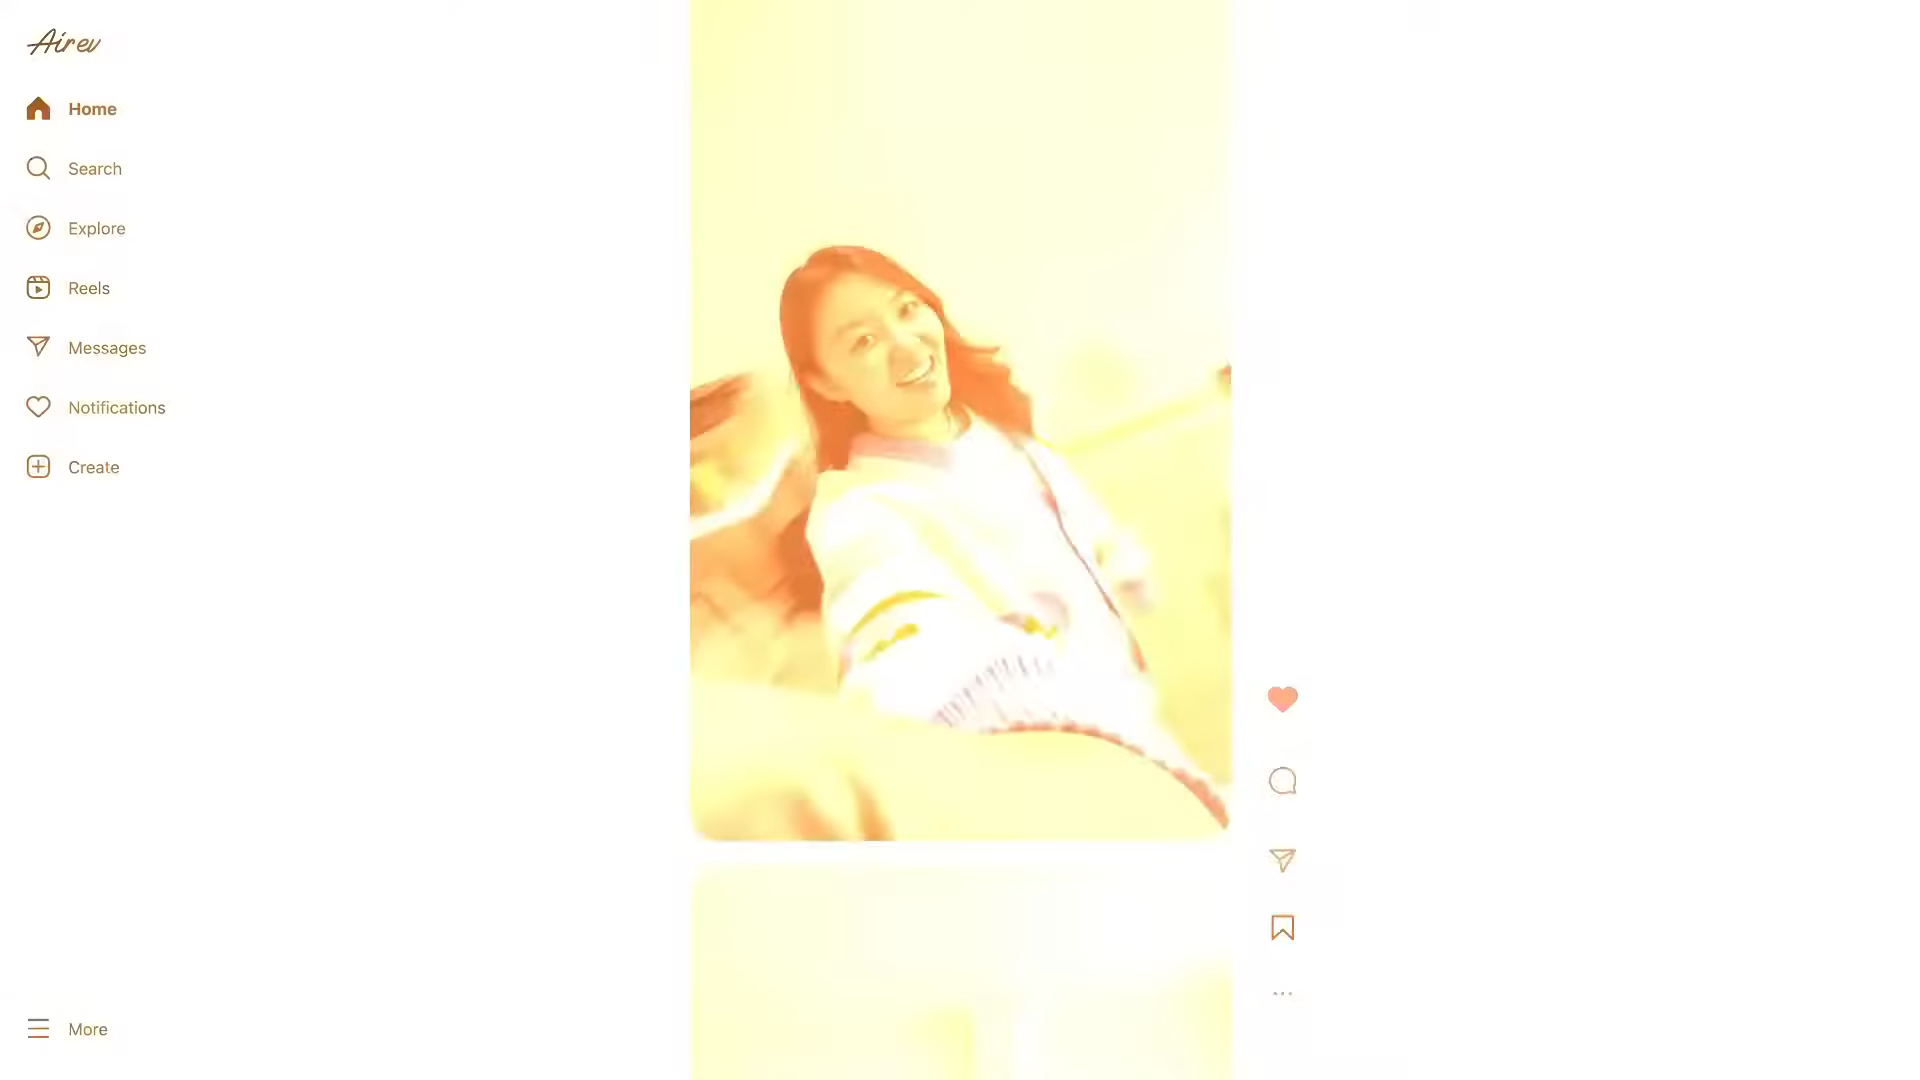 Airev
Home
Search
Explore
Reels
Messages
Notifications
Create
More